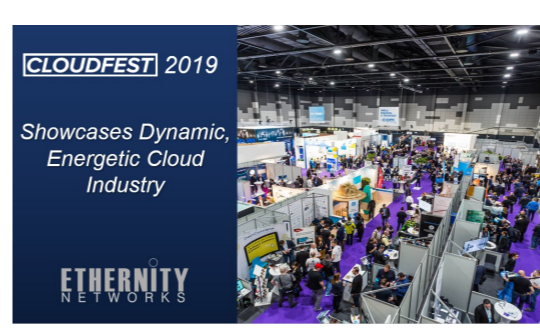 CLOUDFEST 2019
Showcases Dynamic,
Energetic Cloud
Industry
ETHERNITY
NETWORKS